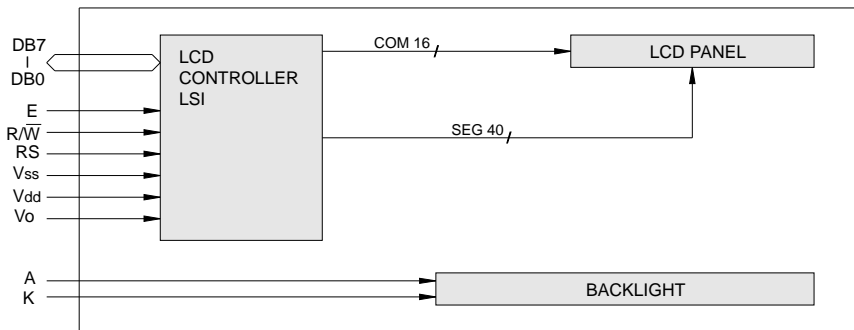 DB7
DB0
E
R/W̅
RS
Vss
Vdd
Vo
A
K
LCD
CONTROLLER
LSI
COM 16
SEG 40
LCD PANEL
BACKLIGHT